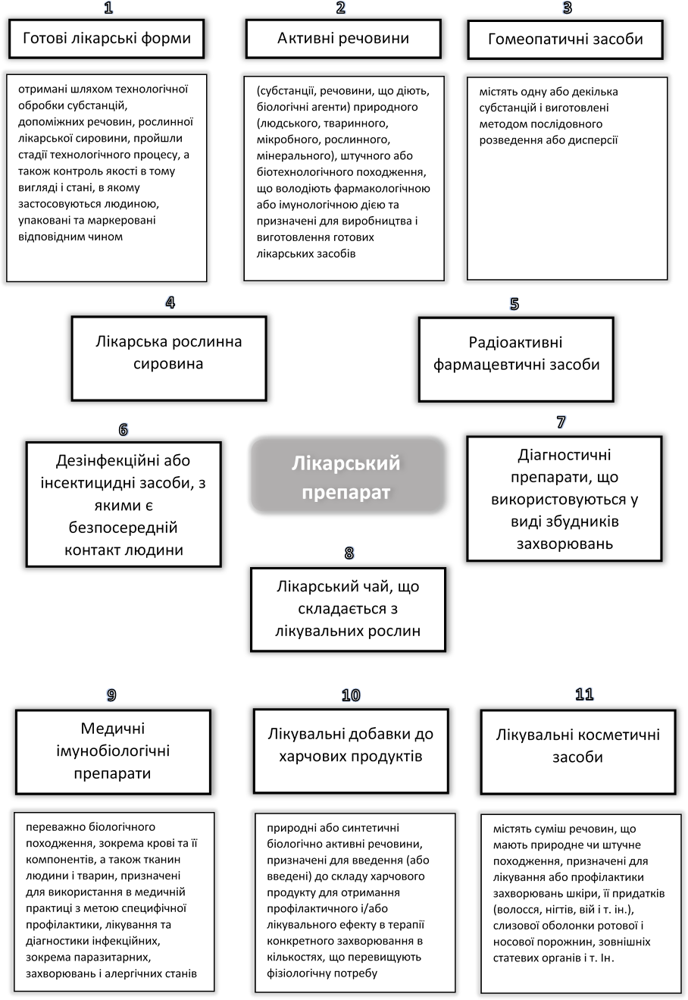 1
Готові лікарські форми
отримані шляхом технологічної
обробки субстанцій,
допоміжних речовин, рослинної
лікарської сировини, пройшли
стадії технологічного процесу, а
також контроль якості в тому
вигляді і стані, в якому
застосовуються людиною,
упаковані та маркеровані
відповідним чином
2
Активні речовини
(субстанції, речовини, що діють,
біологічні агенти) природного
(людського, тваринного,
мікробного, рослинного,
мінерального), штучного або
біотехнологічного походження,
що володіють фармакологічною
або імунологічною дією та
призначені для виробництва і
виготовлення готових
лікарських засобів
3
Гомеопатичні засоби
містять одну або декілька
субстанцій і виготовлені
методом послідовного
розведення або дисперсії
4
Лікарська рослинна
сировина
5
Радіоактивні
фармацевтичні засоби
6
Дезінфекційні або
інсектицидні засоби, з
якими є
безпосередній
контакт людини
Лікарський
препарат
7
Діагностичні
препарати, що
використовуються у
виді збудників
захворювань
8
Лікарський чай, що
складається з
лікувальних рослин
9
Медичні
імунобіологічні
препарати
переважно біологічного
походження, зокрема крові та її
компонентів, а також тканин
людини і тварин, призначені
для використання в медичній
практиці з метою специфічної
профілактики, лікування та
діагностики інфекційних,
зокрема паразитарних,
захворювань і алергічних станів
10
Лікувальні добавки до
харчових продуктів
природні або синтетичні
біологічно активні речовини,
призначені для введення (або
введені) до складу харчового
продукту для отримання
профілактичного і/або
лікувального ефекту в терапії
конкретного захворювання в
кількостях, що перевищують
фізіологічну потребу
11
Лікувальні косметичні
засоби
містять суміш речовин, що
мають природне чи штучне
походження, призначені для
лікування або профілактики
захворювань шкіри, її придатків
(волосся, нігтів, вій і т. ін.),
слизової оболонки ротової і
носової порожнин, зовнішніх
статевих органів і т. Ін.